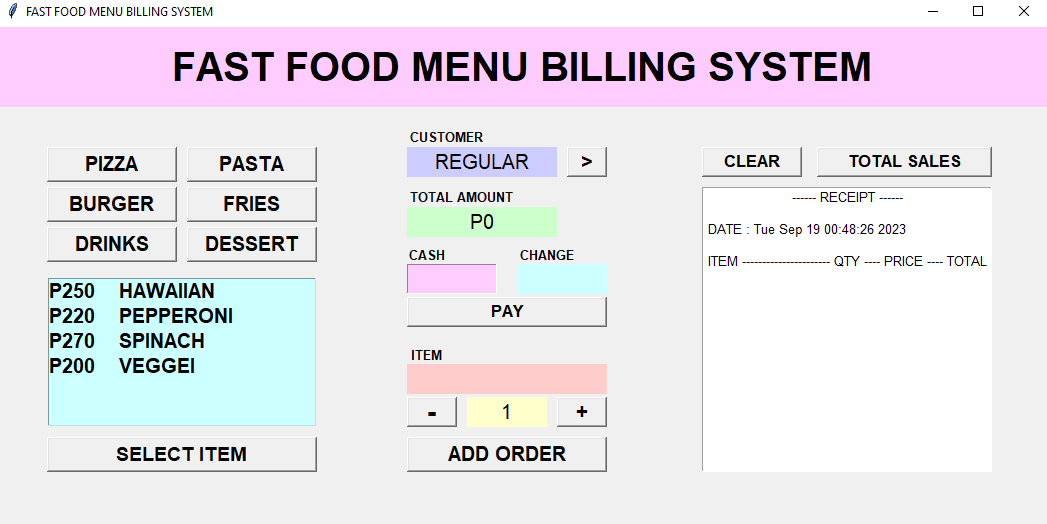 FAST FOOD MENU BILLING SYSTEM
FAST FOOD MENU BILLING SYSTEM
PIZZA
PASTA
BURGER
FRIES
DRINKS
DESSERT
P250 HAWAIIAN
P220 PEPPERONI
P270 SPINACH
P200 VEGGEI
SELECT ITEM
CUSTOMER
REGULAR
>
TOTAL AMOUNT
P0
CASH
CHANGE
PAY
ITEM
-
1
+
ADD ORDER
CLEAR
TOTAL SALES
------ RECEIPT ------
DATE : Tue Sep 19 00:48:26 2023
ITEM ---------------------- QTY ---- PRICE ---- TOTAL